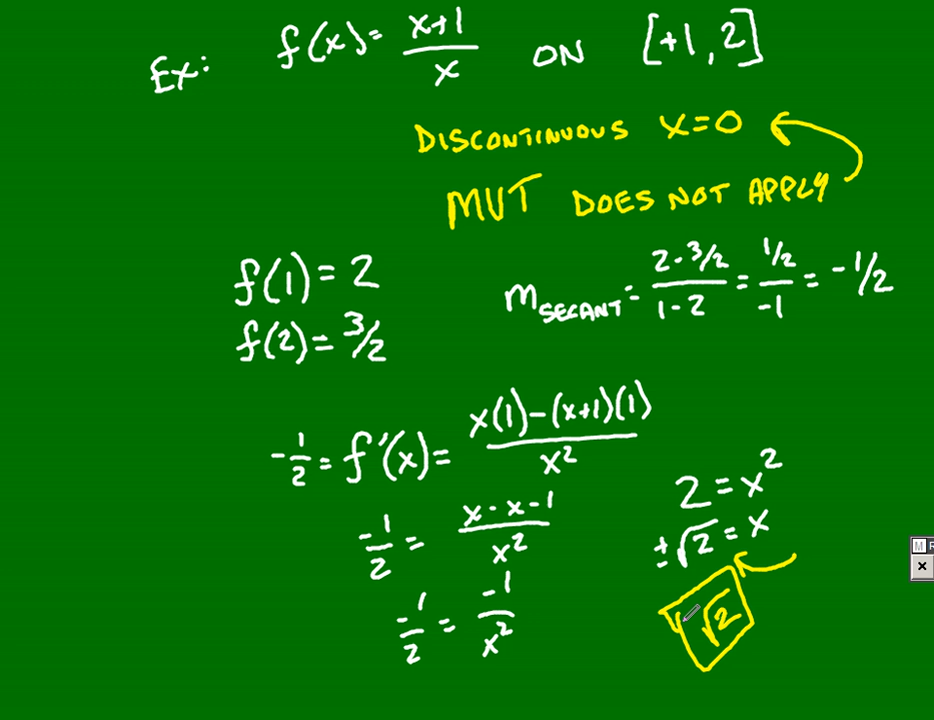 Ex: f(x) = (x+1)/x ON [+1, 2]
DISCONTINUOUS X=0
MVT DOES NOT APPLY
f(1) = 2
m SECANT = (2 - 3/2)/(1 - 2) = (1/2)/(-1) = -1/2
f(2) = 3/2
-1/2 = f'(x) = (x(1) - (x+1)(1))/x²
2 = x²
-1/2 = (x - x - 1)/x²
±√2 = x
-1/2 = -1/x²
√2
M R
×